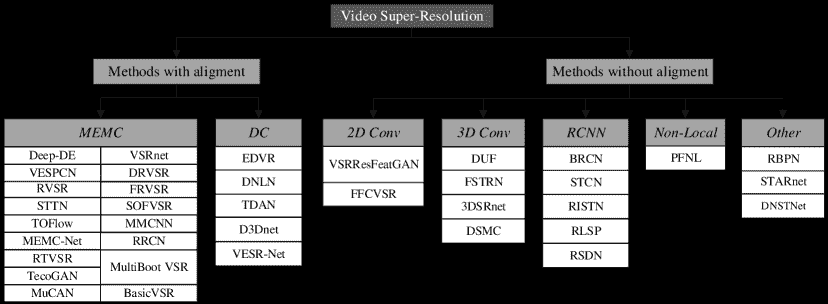 Video Super-Resolution
Methods with aligment
Methods without aligment
MEMC
Deep-DE
VSRnet
VESPCN
DRVSR
RVSR
FRVSR
STTN
SOFVSR
TOFlow
MMCNN
MEMC-Net
RRCN
RTVSR
MultiBoot VSR
TecoGAN
MuCAN
BasicVSR
DC
EDVR
DNLN
TDAN
D3Dnet
VESR-Net
2D Conv
VSRResFeatGAN
FFCVSR
3D Conv
DUF
FSTRN
3DSRnet
DSMC
RCNN
BRCN
STCN
RISTN
RLSP
RSDN
Non-Local
PFNL
Other
RBPN
STARnet
DNSTNet